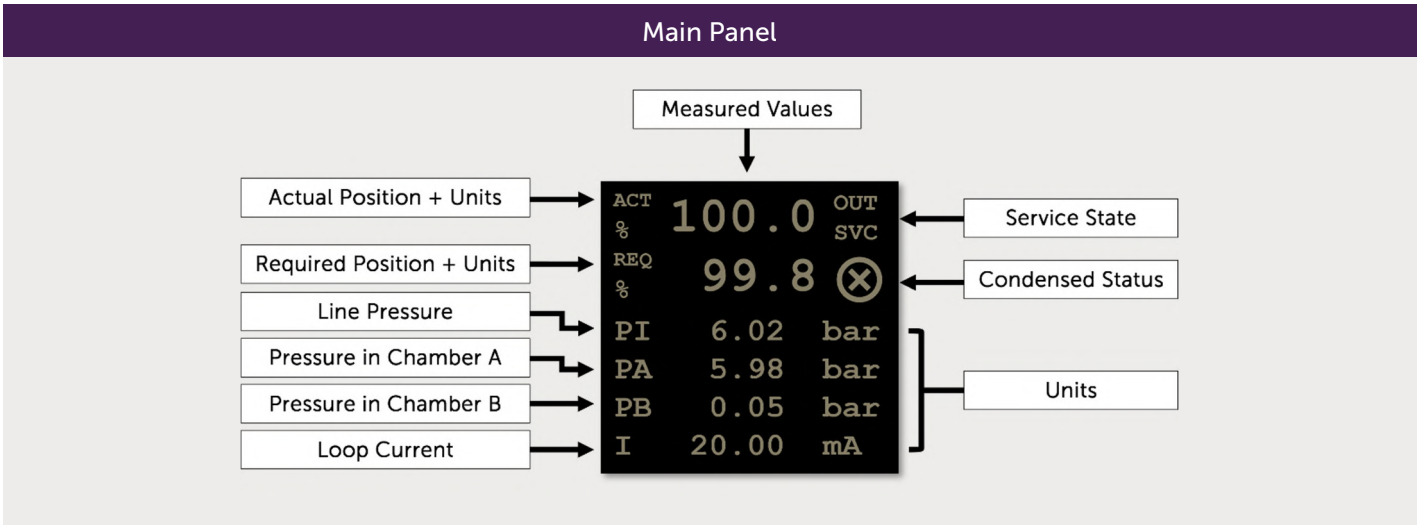 Main Panel
Measured Values
Actual Position + Units
Required Position + Units
Line Pressure
Pressure in Chamber A
Pressure in Chamber B
Loop Current
ACT % 100.0 OUT SVC
REQ % 99.8
PI 6.02 bar
PA 5.98 bar
PB 0.05 bar
I 20.00 mA
Service State
Condensed Status
Units